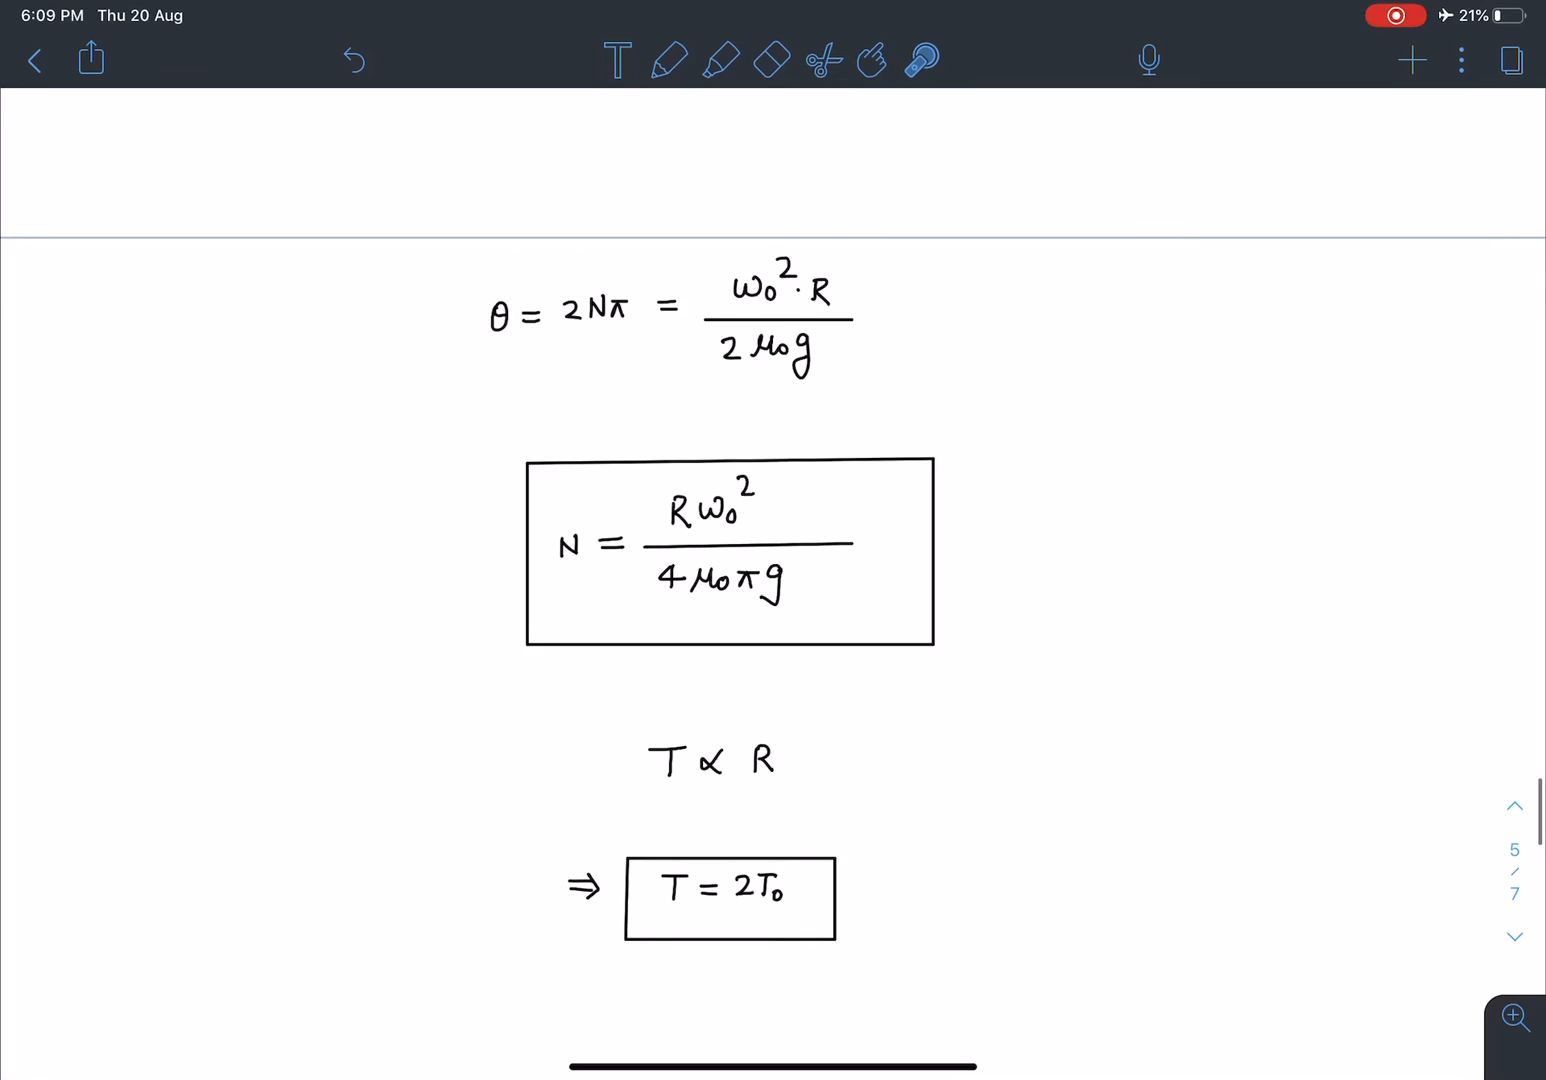 6:09 PM Thu 20 Aug
21%
T
θ = 2Nπ = ω₀²·R / 2μ₀g
N = Rω₀² / 4μ₀πg
T ∝ R
⇒ T = 2T₀
5
/
7